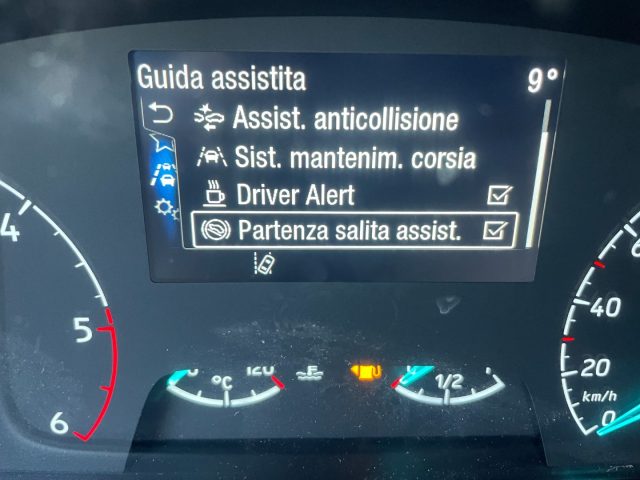 Guida assistita 9°
Assist. anticollisione
Sist. mantenim. corsia
Driver Alert
Partenza salita assist.
4
5
6
°C
120
1/2
40
20
km/h
0